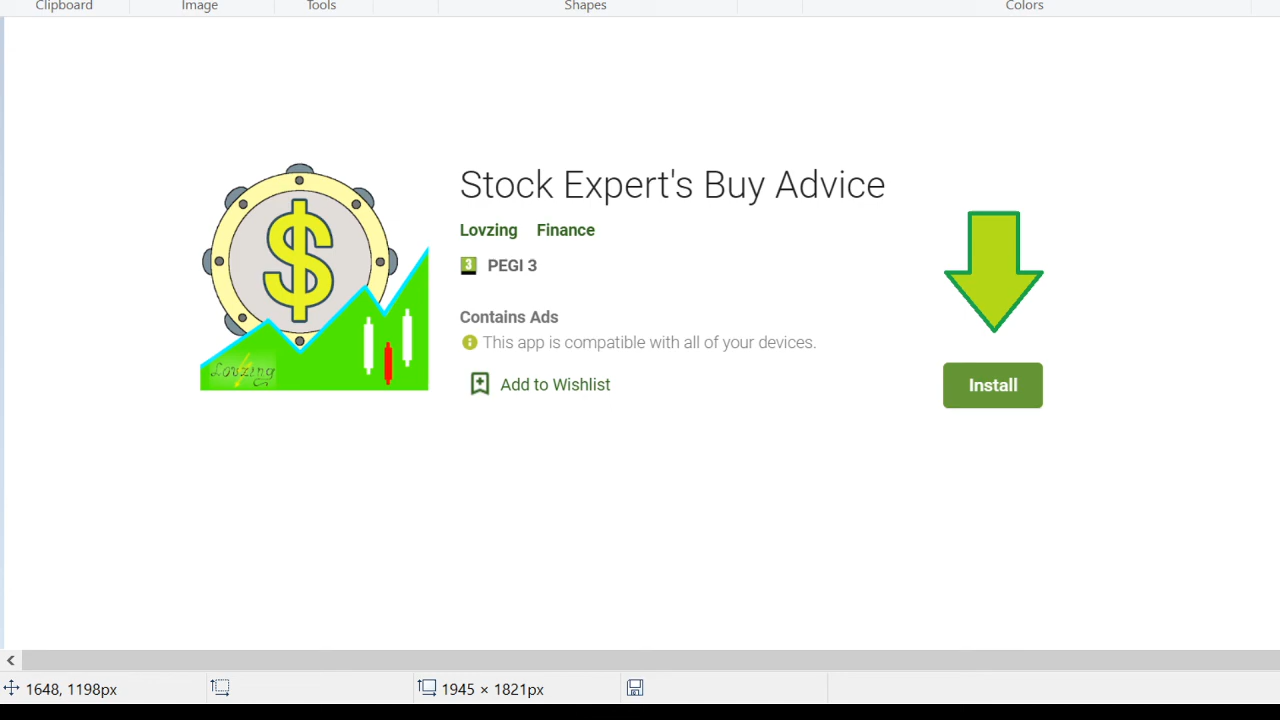 Clipboard Image Tools Shapes Colors
Stock Expert's Buy Advice
Lovzing Finance
3 PEGI 3
Contains Ads
This app is compatible with all of your devices.
Add to Wishlist
Install
Lovzing
1648, 1198px 1945 × 1821px